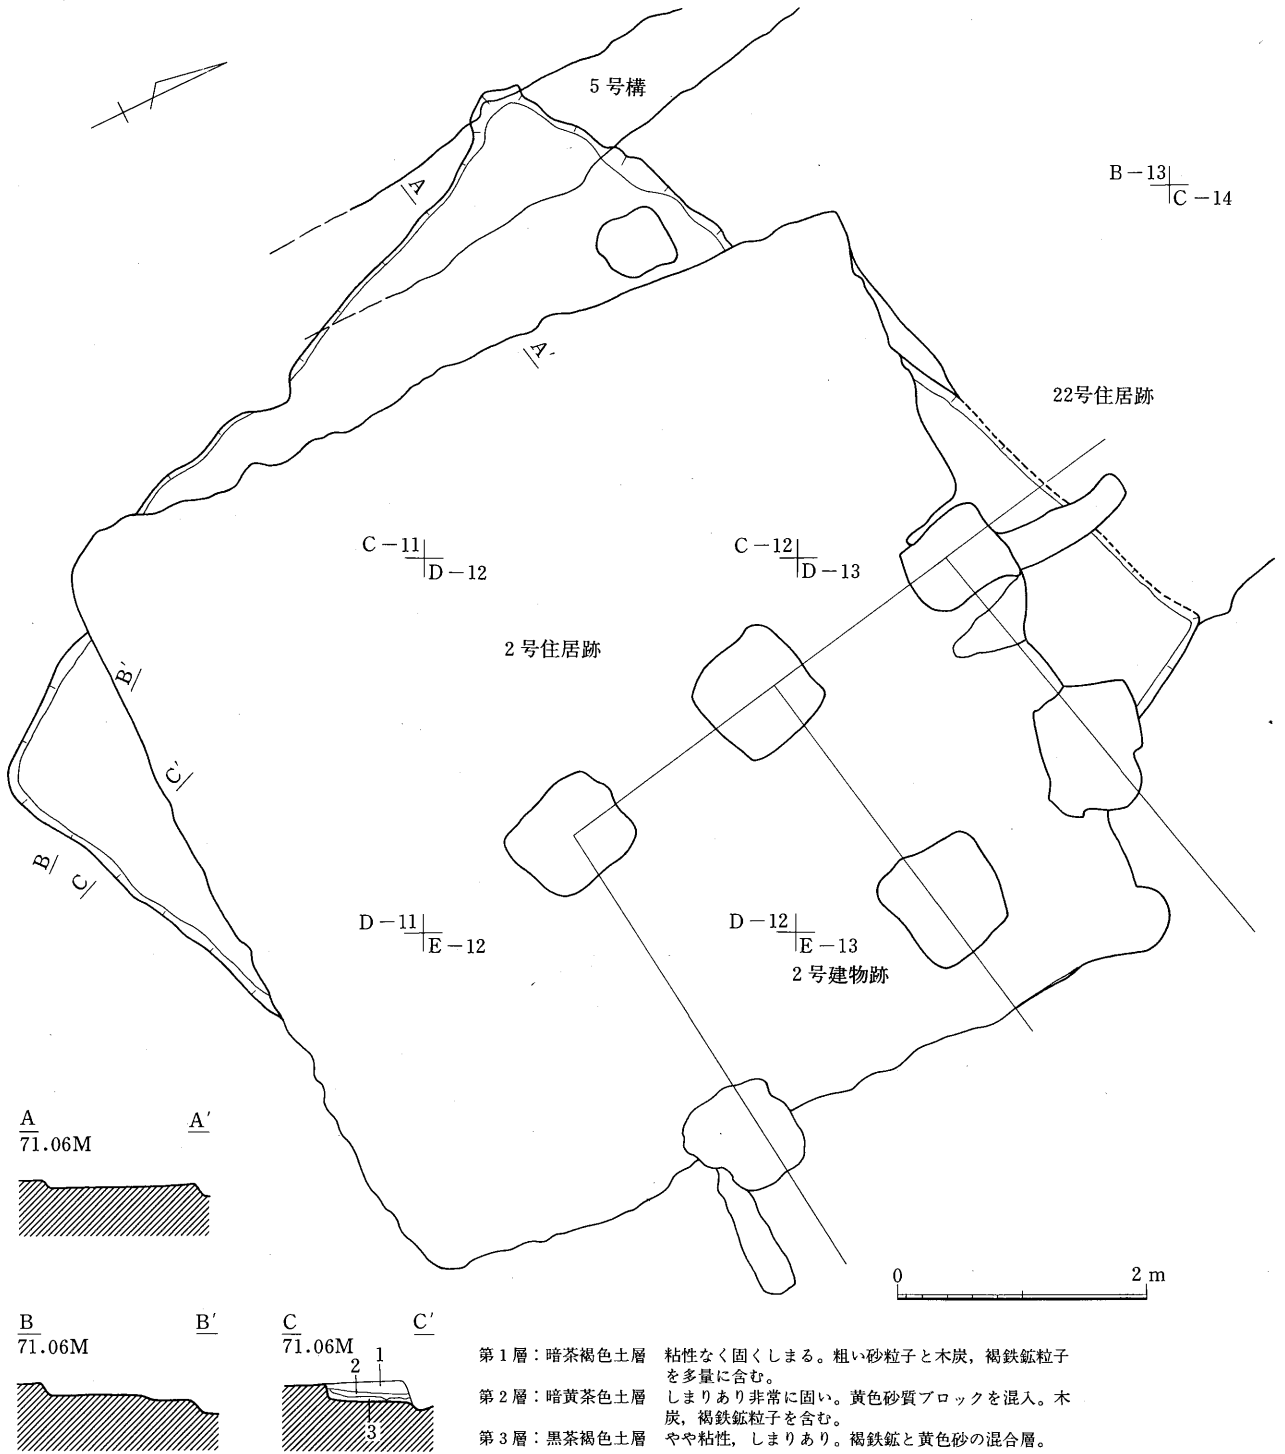 5号構
A
B－13
C－14
A′
22号住居跡
C－11
D－12
C－12
D－13
2号住居跡
B′
C′
B
C
D－11
E－12
D－12
E－13
2号建物跡
A A′
71.06M
0 2m
B B′
71.06M
C C′
71.06M
1
2
3
第1層：暗茶褐色土層 粘性なく固くしまる。粗い砂粒子と木炭，褐鉄鉱粒子
を多量に含む。
第2層：暗黄茶色土層 しまりあり非常に固い。黄色砂質ブロックを混入。木
炭，褐鉄鉱粒子を含む。
第3層：黒茶褐色土層 やや粘性，しまりあり。褐鉄鉱と黄色砂の混合層。